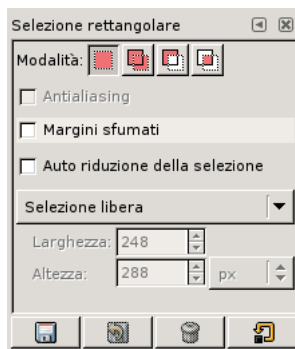 Selezione rettangolare
Modalità:
Antialiasing
Margini sfumati
Auto riduzione della selezione
Selezione libera
Larghezza: 248
Altezza: 288 px